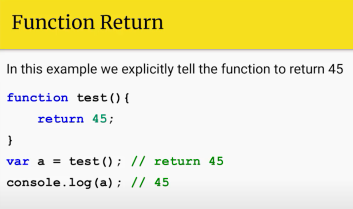 Function Return
In this example we explicitly tell the function to return 45
function test(){
    return 45;
}
var a = test(); // return 45
console.log(a); // 45